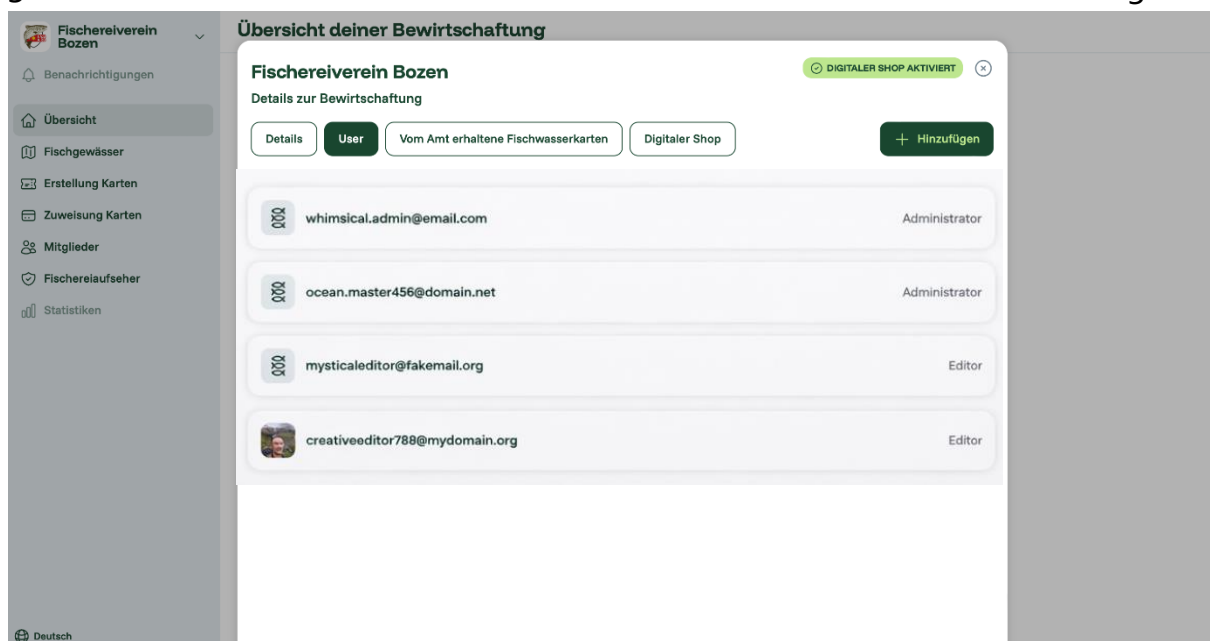 Fischereiverein
Bozen
Benachrichtigungen
Übersicht
Fischgewässer
Erstellung Karten
Zuweisung Karten
Mitglieder
Fischereiaufseher
Statistiken
Deutsch
Übersicht deiner Bewirtschaftung
Fischereiverein Bozen
DIGITALER SHOP AKTIVIERT
Details zur Bewirtschaftung
Details User Vom Amt erhaltene Fischwasserkarten Digitaler Shop + Hinzufügen
whimsical.admin@email.com Administrator
ocean.master456@domain.net Administrator
mysticaleditor@fakemail.org Editor
creativeeditor788@mydomain.org Editor